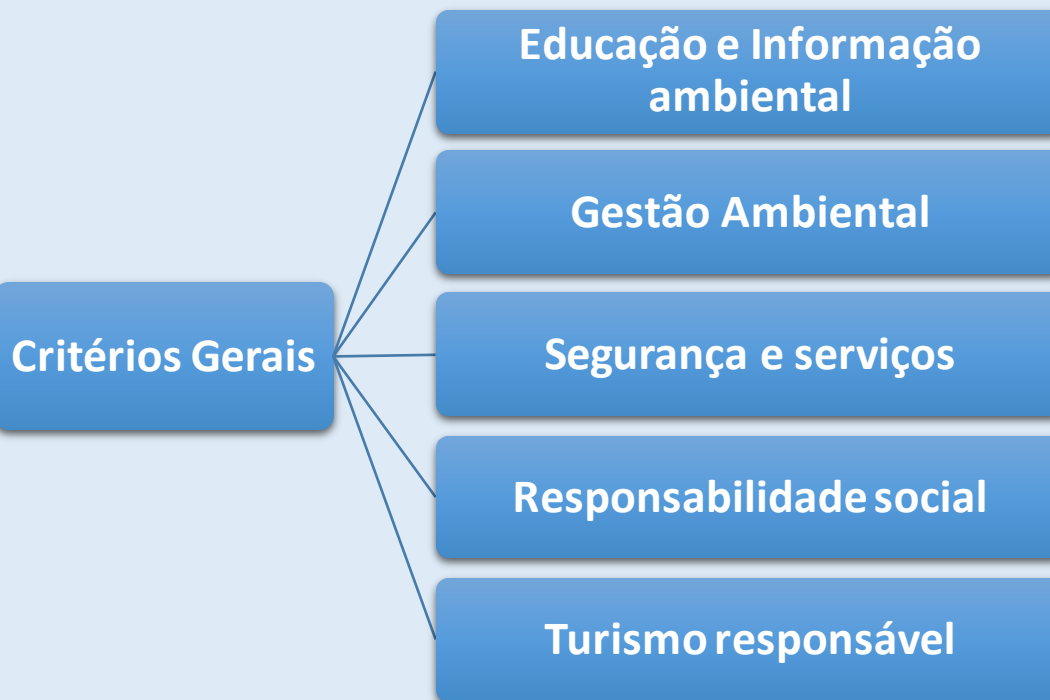 Educação e Informação
ambiental
Gestão Ambiental
Segurança e serviços
Critérios Gerais
Responsabilidade social
Turismo responsável